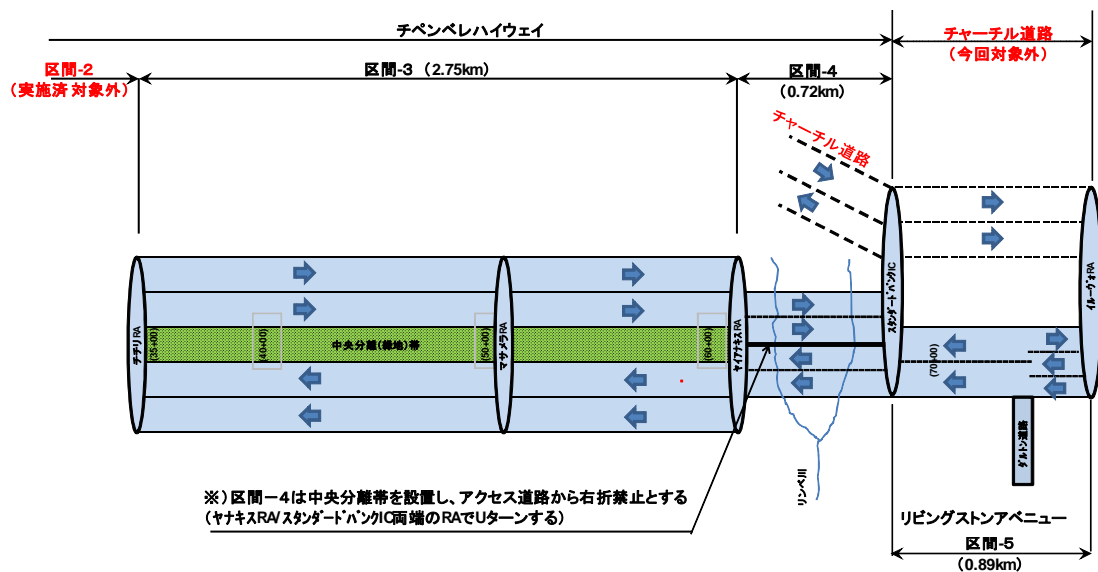 チペンベレハイウェイ
チャーチル道路
（今回対象外）
区間-2
（実施済 対象外）
区間-3 （2.75km）
区間-4
（0.72km）
チャーチル道路
チチリRA
(35+00)
(40+00)
中央分離(緑地)帯
(50+00)
マサメラRA
(60+00)
ヤイアナキスRA
スタンダードバンクIC
(70+00)
イルーヴォRA
ダルトン道路
リンベ川
※）区間－4は中央分離帯を設置し、アクセス道路から右折禁止とする
（ヤナキスRA/スタンダードバンクIC両端のRAでUターンする）
リビングストンアベニュー
区間-5
（0.89km）